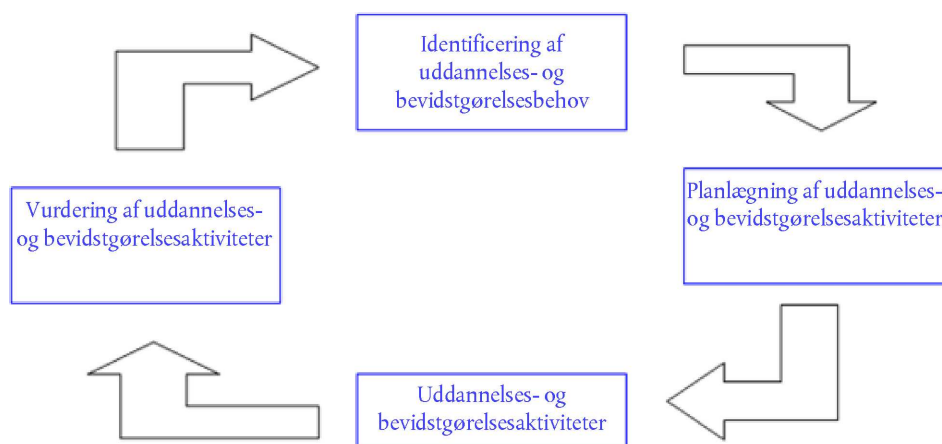 Identificering af
uddannelses- og
bevidstgørelsesbehov
Planlægning af uddannelses-
og bevidstgørelsesaktiviteter
Uddannelses- og
bevidstgørelsesaktiviteter
Vurdering af uddannelses-
og bevidstgørelsesaktiviteter